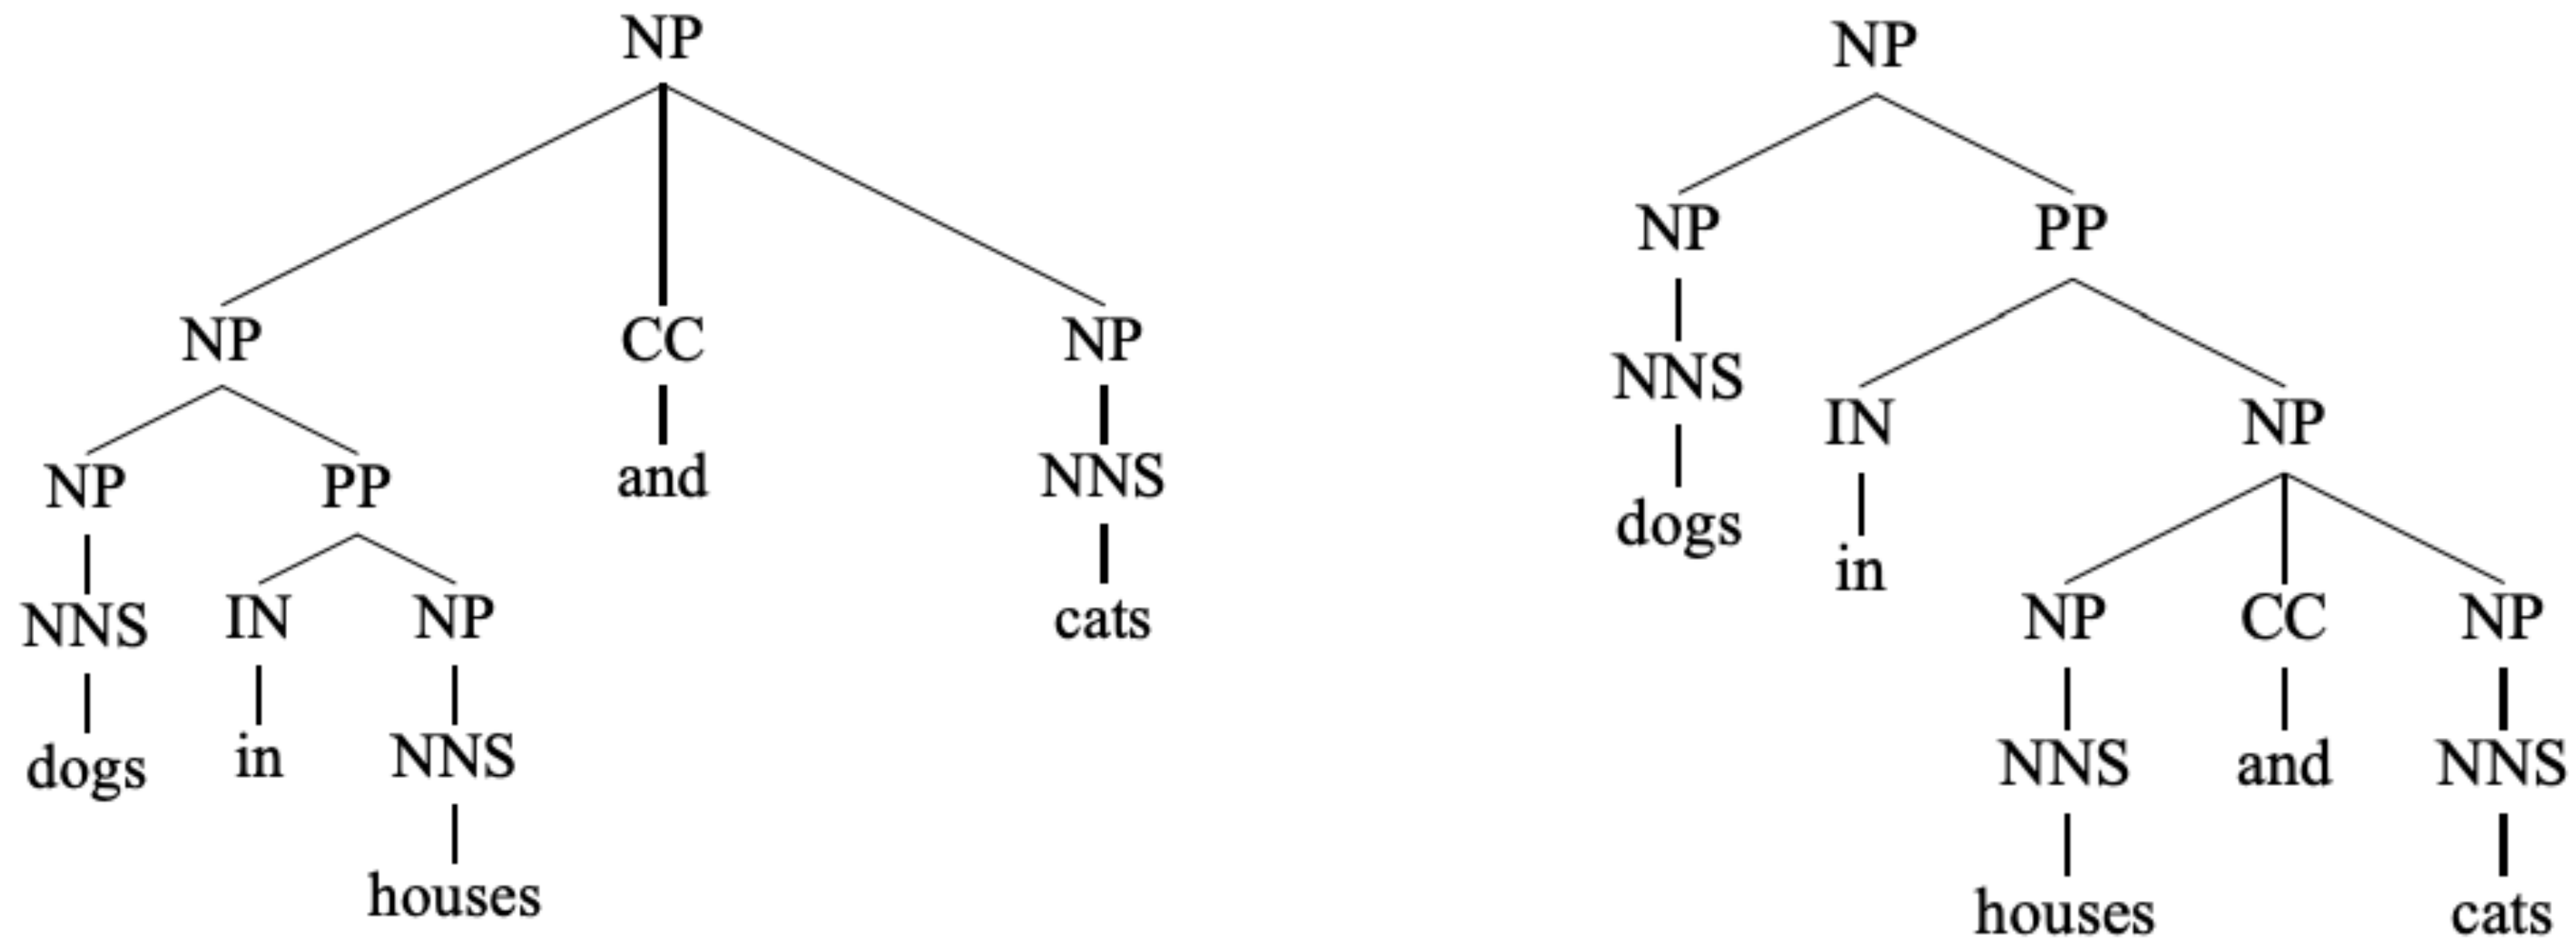 NP
NP CC NP
NP PP and NNS
NNS IN NP cats
dogs in NNS
houses
NP
NP PP
NNS IN NP
dogs in NP CC NP
NNS and NNS
houses cats